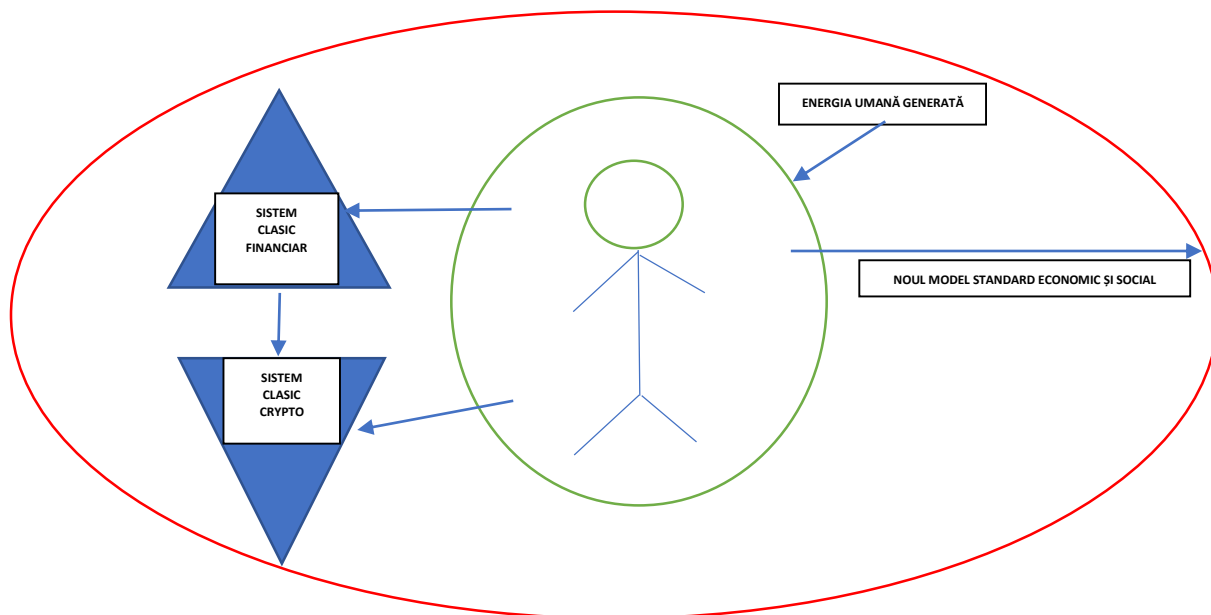 ENERGIA UMANĂ GENERATĂ
SISTEM
CLASIC
FINANCIAR
NOUL MODEL STANDARD ECONOMIC ȘI SOCIAL
SISTEM
CLASIC
CRYPTO